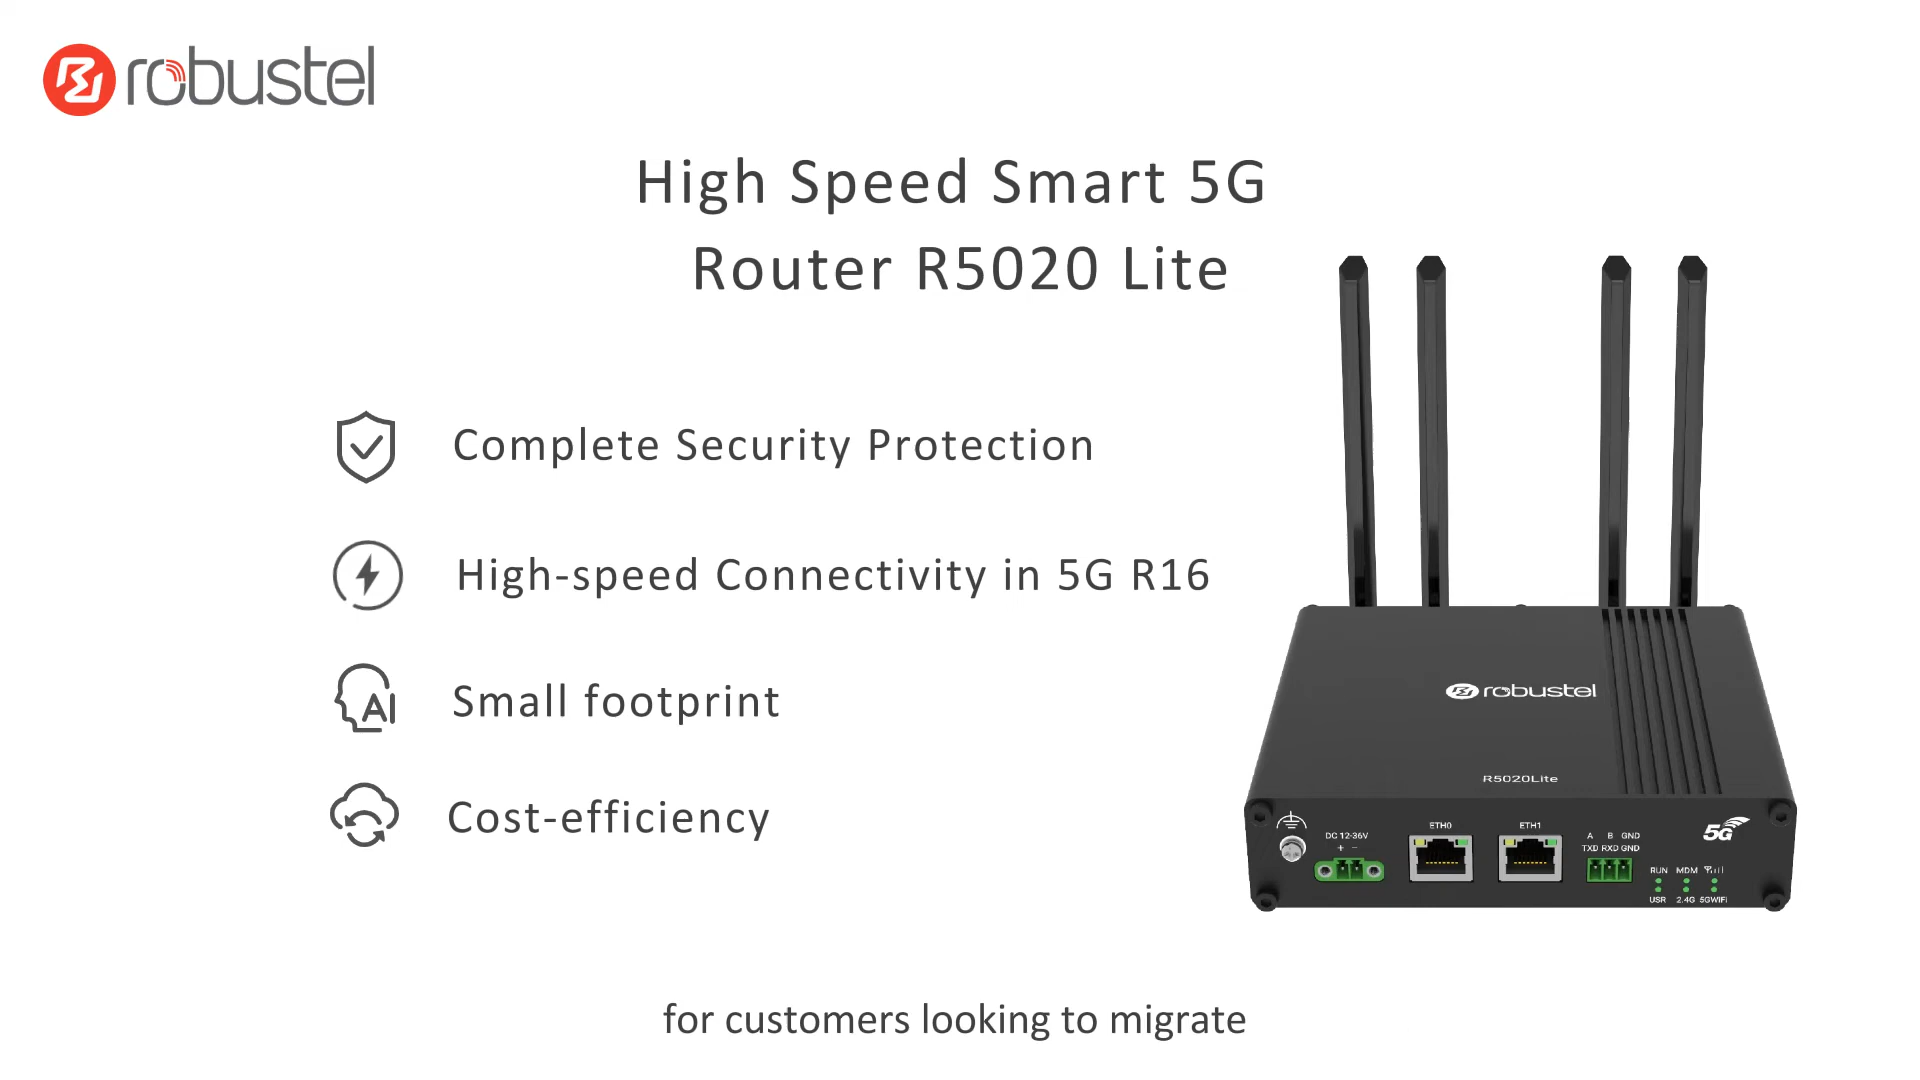 robustel
High Speed Smart 5G
Router R5020 Lite
Complete Security Protection
High-speed Connectivity in 5G R16
AI
Small footprint
Cost-efficiency
robustel
R5020Lite
DC 12-36V
+ −
ETH0
ETH1
A B GND
TXD RXD GND
5G
RUN MDM
USR 2.4G 5GWIFI
for customers looking to migrate